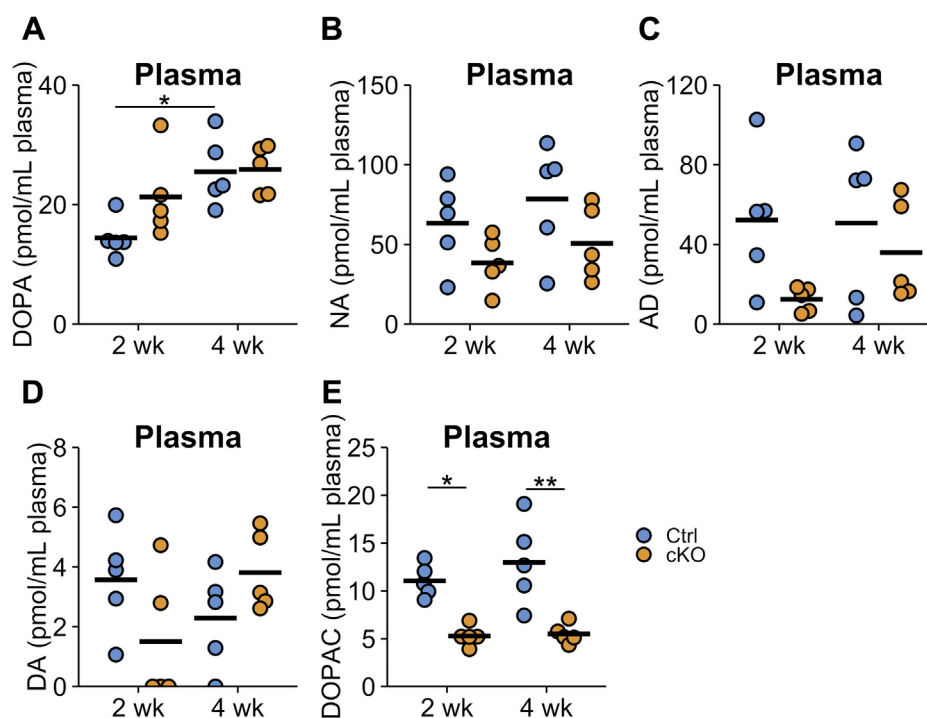 A
Plasma
DOPA (pmol/mL plasma)
40
20
0
*
2 wk
4 wk
B
Plasma
NA (pmol/mL plasma)
150
100
50
0
2 wk
4 wk
C
Plasma
AD (pmol/mL plasma)
120
80
40
0
2 wk
4 wk
D
Plasma
DA (pmol/mL plasma)
8
6
4
2
0
2 wk
4 wk
E
Plasma
DOPAC (pmol/mL plasma)
25
20
15
10
5
0
*
**
2 wk
4 wk
Ctrl
cKO